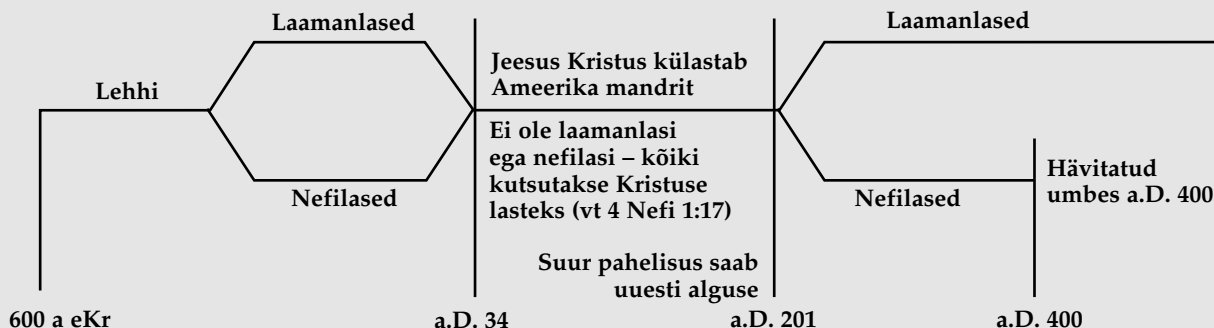 Laamanlased
Laamanlased
Jeesus Kristus külastab
Ameerika mandrit
Lehhi
Ei ole laamanlasi
ega nefilasi – kõiki
kutsutakse Kristuse
lasteks (vt 4 Nefi 1:17)
Hävitatud
umbes a.D. 400
Nefilased
Nefilased
Suur pahelisus saab
uuesti alguse
600 a eKr
a.D. 34
a.D. 201
a.D. 400